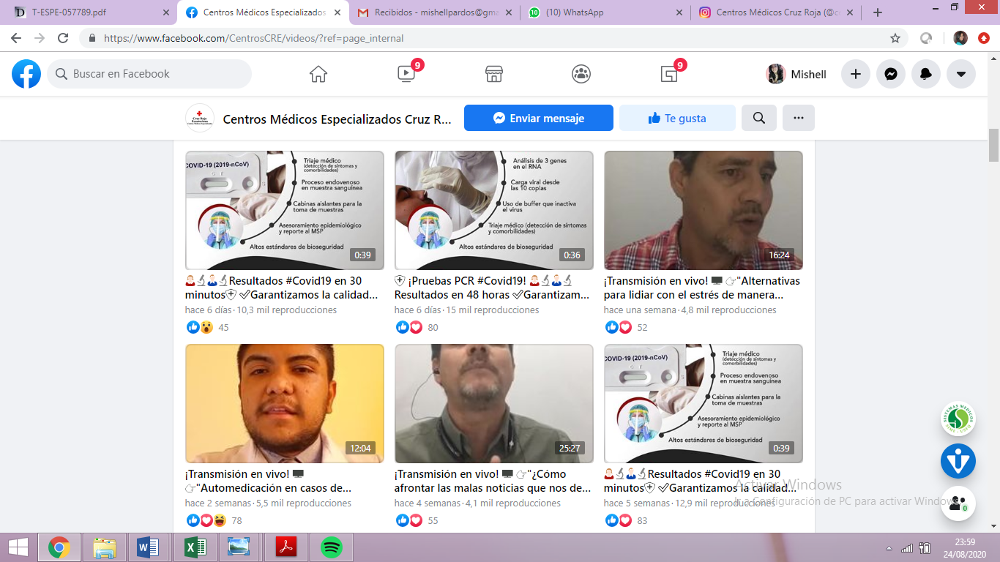 T-ESPE-057789.pdf
Centros Médicos Especializados
Recibidos - mishellpardos@gma
(10) WhatsApp
Centros Médicos Cruz Roja (@c
https://www.facebook.com/CentrosCRE/videos/?ref=page_internal
Buscar en Facebook
9
9
Mishell
Cruz Roja
Ecuatoriana
Centros Médicos Especializados Cruz R...
Enviar mensaje
Te gusta
COVID-19 (2019-nCoV)
Triaje médico
(detección de síntomas y
comorbilidades)
Proceso endovenoso
en muestra sanguínea
Cabinas aislantes para la
toma de muestras
Asesoramiento epidemiológico
y reporte al MSP
Altos estándares de bioseguridad
0:39
Análisis de 3 genes
en el RNA
Carga viral desde
las 10 copias
Uso de buffer que inactiva
el virus
Triaje médico (detección de síntomas
y comorbilidades)
Altos estándares de bioseguridad
0:36
16:24
Resultados #Covid19 en 30
minutos ✅Garantizamos la calidad...
hace 6 días · 10,3 mil reproducciones
45
¡Pruebas PCR #Covid19!
Resultados en 48 horas ✅Garantizam...
hace 6 días · 15 mil reproducciones
80
¡Transmisión en vivo! 🖥 👉"Alternativas
para lidiar con el estrés de manera...
hace una semana · 4,8 mil reproducciones
52
12:04
25:27
COVID-19 (2019-nCoV)
Triaje médico
(detección de síntomas y
comorbilidades)
Proceso endovenoso
en muestra sanguínea
Cabinas aislantes para la
toma de muestras
Asesoramiento epidemiológico
y reporte al MSP
Altos estándares de bioseguridad
0:39
¡Transmisión en vivo! 🖥
👉"Automedicación en casos de...
hace 2 semanas · 5,5 mil reproducciones
78
¡Transmisión en vivo! 🖥 👉"¿Cómo
afrontar las malas noticias que nos de...
hace 4 semanas · 4,1 mil reproducciones
55
Resultados #Covid19 en 30
minutos ✅Garantizamos la calidad...
hace 5 semanas · 12,9 mil reproducciones
83
SISTEMAS MEDICOS
0
Activar Windows
Ir a Configuración de PC para activar Windows.
23:59
24/08/2020